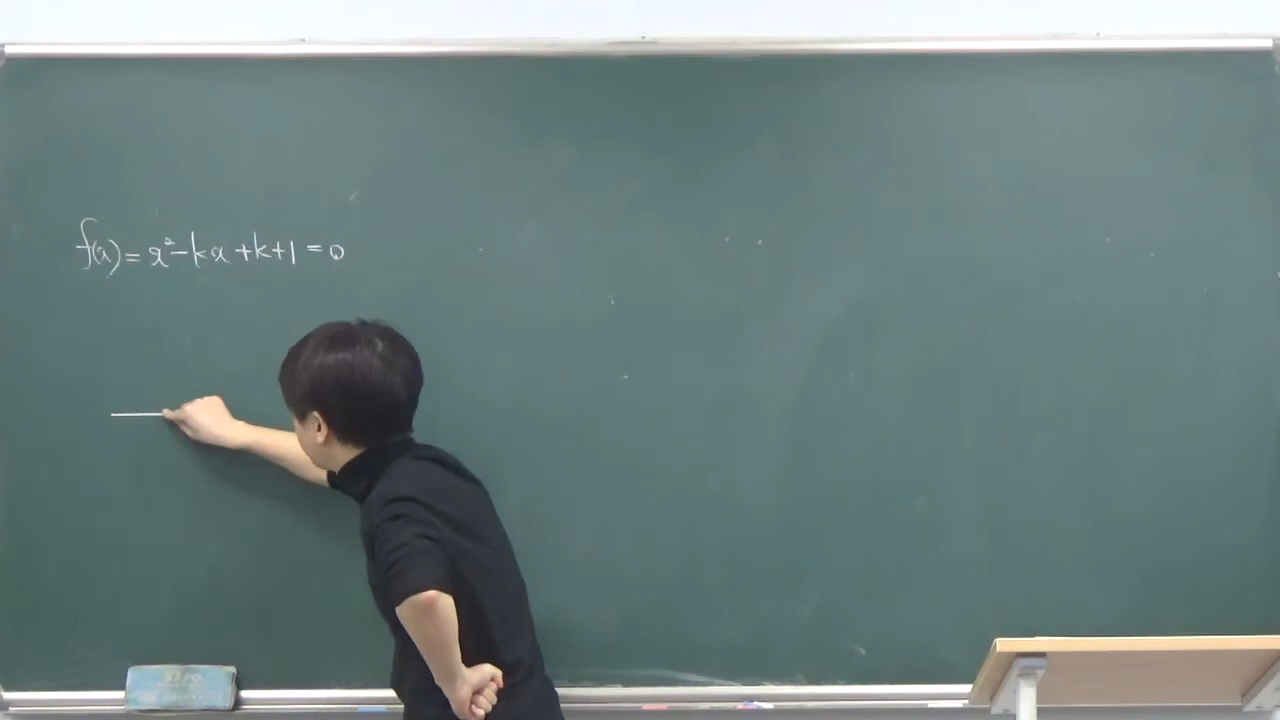 f(x) = x² - kx + k + 1 = 0